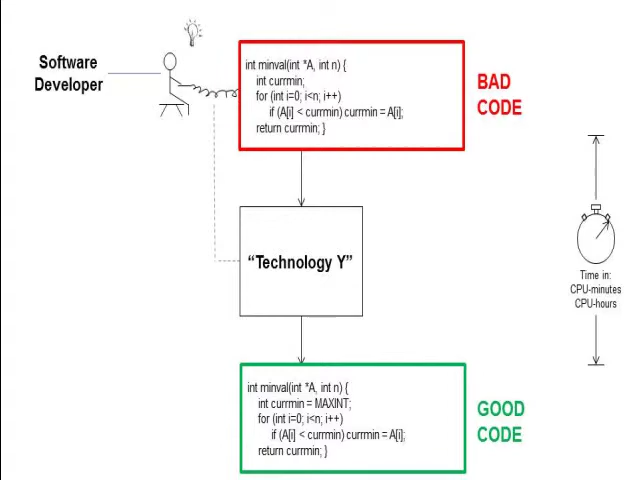 Software
Developer
int minval(int *A, int n) {
int currmin;
for (int i=0; i<n; i++)
if (A[i] < currmin) currmin = A[i];
return currmin; }
BAD
CODE
“Technology Y”
Time in:
CPU-minutes
CPU-hours
int minval(int *A, int n) {
int currmin = MAXINT;
for (int i=0; i<n; i++)
if (A[i] < currmin) currmin = A[i];
return currmin; }
GOOD
CODE